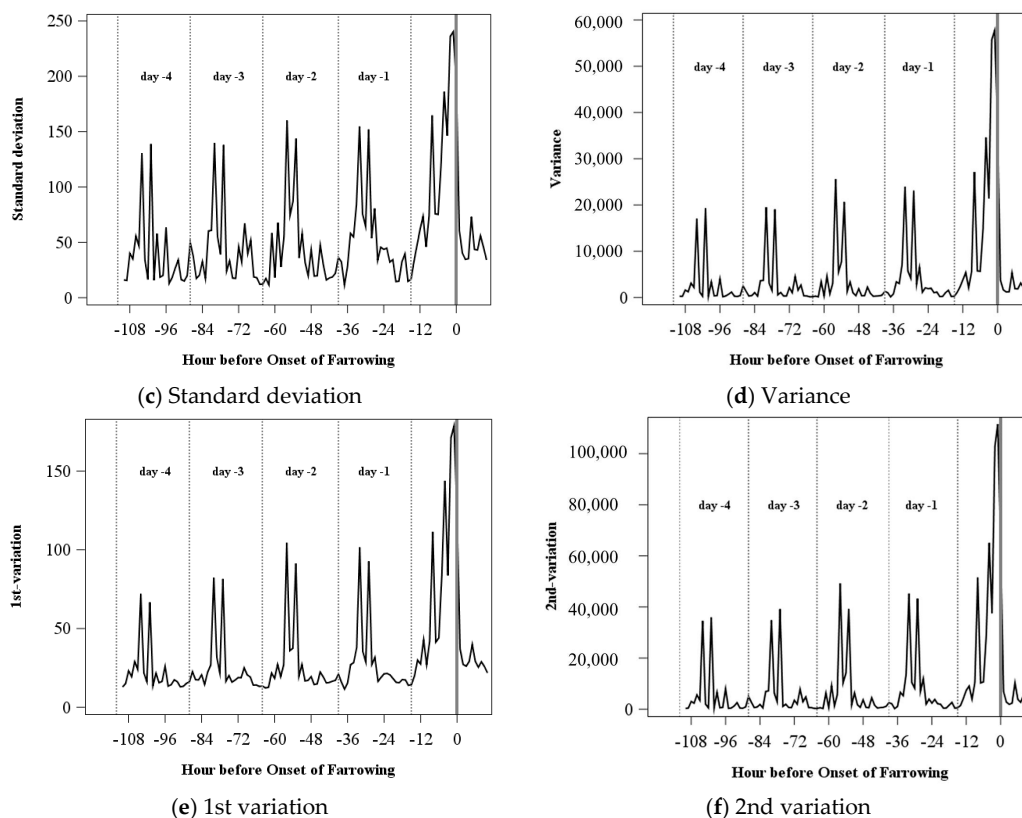 250
200
150
100
50
0
Standard deviation
day -4 day -3 day -2 day -1
-108 -96 -84 -72 -60 -48 -36 -24 -12 0
Hour before Onset of Farrowing
(c) Standard deviation
60,000
50,000
40,000
30,000
20,000
10,000
0
Variance
day -4 day -3 day -2 day -1
-108 -96 -84 -72 -60 -48 -36 -24 -12 0
Hour before Onset of Farrowing
(d) Variance
150
100
50
0
1st-variation
day -4 day -3 day -2 day -1
-108 -96 -84 -72 -60 -48 -36 -24 -12 0
Hour before Onset of Farrowing
(e) 1st variation
100,000
80,000
60,000
40,000
20,000
0
2nd-variation
day -4 day -3 day -2 day -1
-108 -96 -84 -72 -60 -48 -36 -24 -12 0
Hour before Onset of Farrowing
(f) 2nd variation